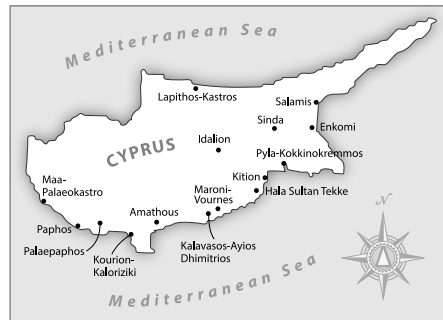 Mediterranean Sea
Lapithos-Kastros
Salamis
Sinda
Enkomi
Idalion
CYPRUS
Pyla-Kokkinokremmos
Maa-
Palaeokastro
Kition
Maroni-
Vournes
Hala Sultan Tekke
Amathous
Paphos
Palaepaphos
Kourion-
Kaloriziki
Kalavasos-Ayios
Dhimitrios
Mediterranean Sea
N